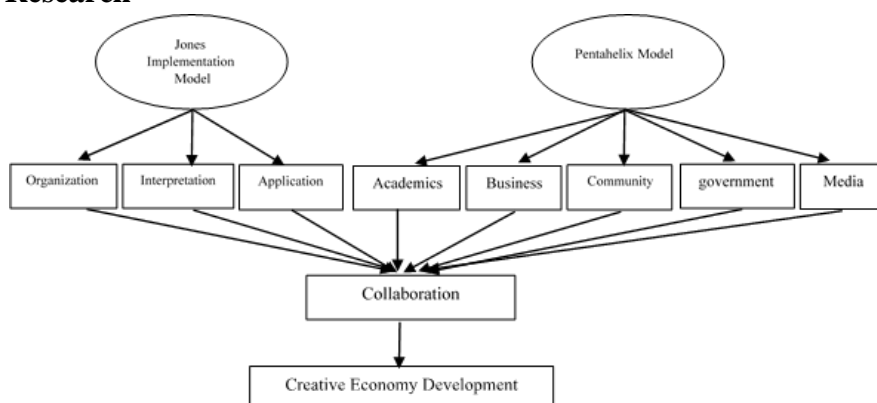 Research
Jones
Implementation
Model
Pentahelix Model
Organization
Interpretation
Application
Academics
Business
Community
government
Media
Collaboration
Creative Economy Development